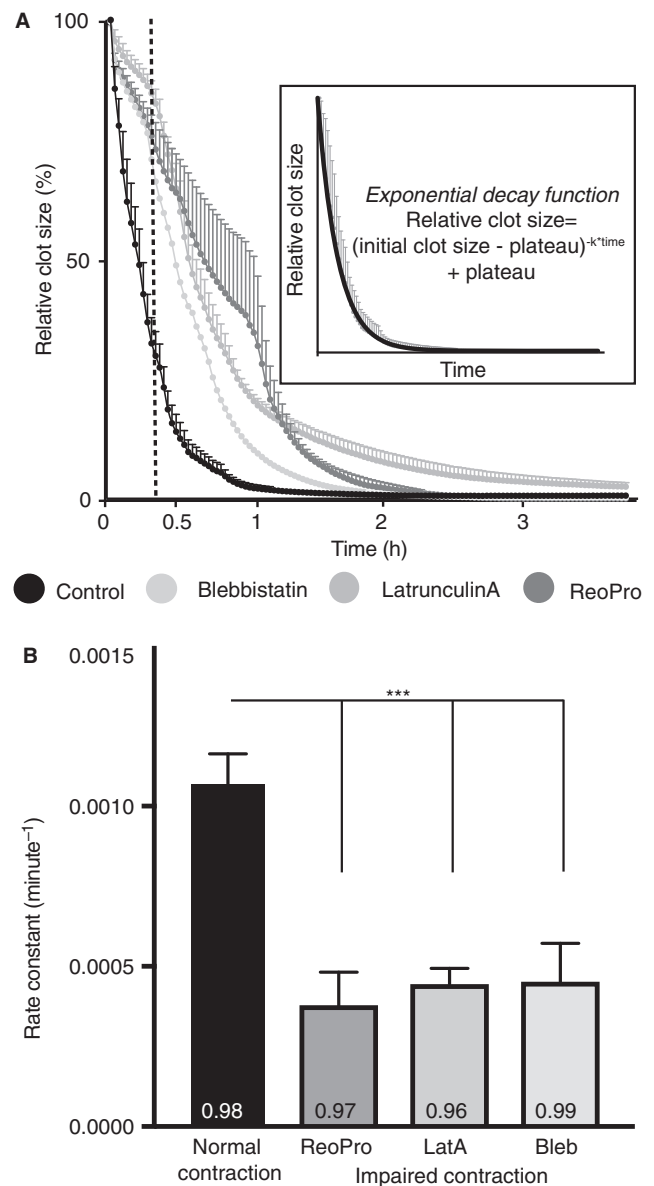 A
100
50
0
Relative clot size (%)
0
0.5
1
2
3
Time (h)
Relative clot size
Exponential decay function
Relative clot size=
(initial clot size - plateau)-k*time
+ plateau
Time
Control
Blebbistatin
LatrunculinA
ReoPro
B
0.0015
0.0010
0.0005
0.0000
Rate constant (minute−1)
***
0.98
0.97
0.96
0.99
Normal
contraction
ReoPro
LatA
Bleb
Impaired contraction